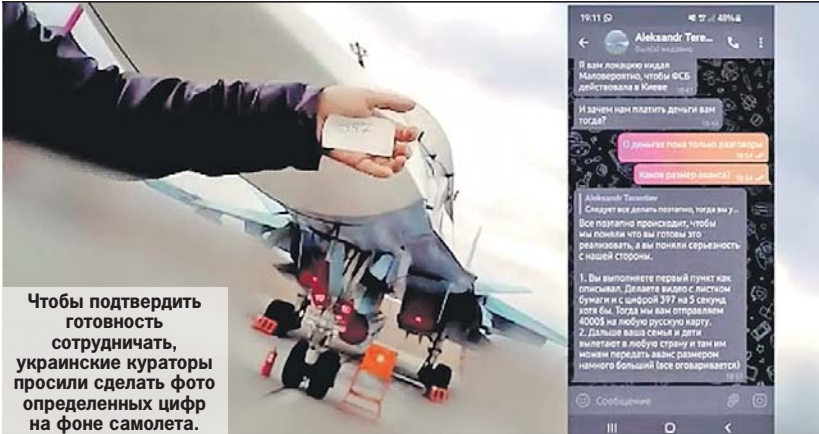 Чтобы подтвердить
готовность
сотрудничать,
украинские кураторы
просили сделать фото
определенных цифр
на фоне самолета.
397
19:11
48%
Aleksandr Tere...
Был(а) недавно
Я вам локацию кидал
Маловероятно, чтобы ФСБ
действовала в Киеве
И зачем нам платить деньги вам
тогда?
О деньгах пока только разговоры
Каков размер аванса?
Aleksandr Terentiev
Следует все делать поэтапно, тогда вы у...
Все поэтапно происходит, чтобы
мы поняли что вы готовы это
реализовать, а вы поняли серьезность
с нашей стороны.
1. Вы выполняете первый пункт как
описывал. Делаете видео с листком
бумаги и с цифрой 397 на 5 секунд
хотя бы. Тогда мы вам отправляем
4000$ на любую русскую карту.
2. Дальше ваша семья и дети
вылетают в любую страну и там им
можем передать аванс размером
намного больший (все оговаривается)
Сообщение